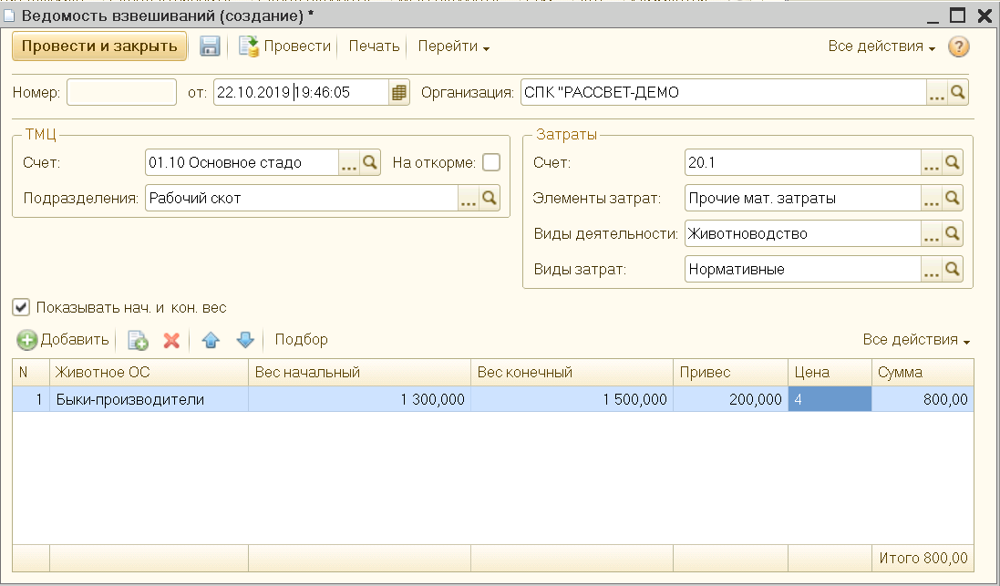 Ведомость взвешиваний (создание) *
Провести и закрыть Провести Печать Перейти Все действия ?
Номер: от: 22.10.2019 19:46:05 Организация: СПК "РАССВЕТ-ДЕМО ...
ТМЦ
Счет: 01.10 Основное стадо ... На откорме:
Подразделения: Рабочий скот ...
Затраты
Счет: 20.1 ...
Элементы затрат: Прочие мат. затраты ...
Виды деятельности: Животноводство ...
Виды затрат: Нормативные ...
Показывать нач. и кон. вес
Добавить Подбор Все действия
N Животное ОС Вес начальный Вес конечный Привес Цена Сумма
1 Быки-производители 1 300,000 1 500,000 200,000 4 800,00
Итого 800,00